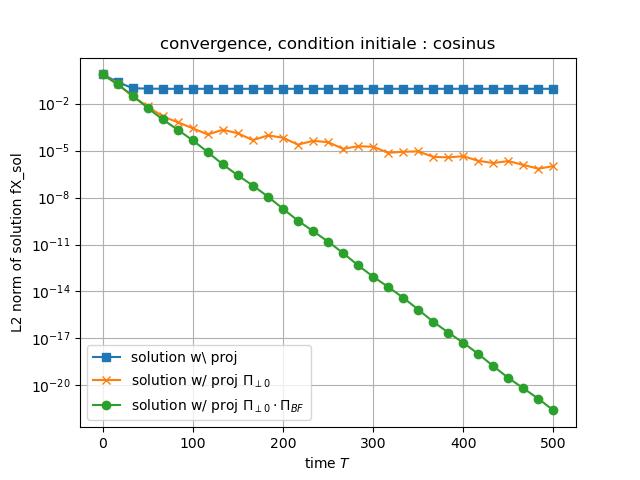 convergence, condition initiale : cosinus
L2 norm of solution fX_sol
10⁻²
10⁻⁵
10⁻⁸
10⁻¹¹
10⁻¹⁴
10⁻¹⁷
10⁻²⁰
solution w\ proj
solution w/ proj Π⊥₀
solution w/ proj Π⊥₀ · Π_BF
0 100 200 300 400 500
time T